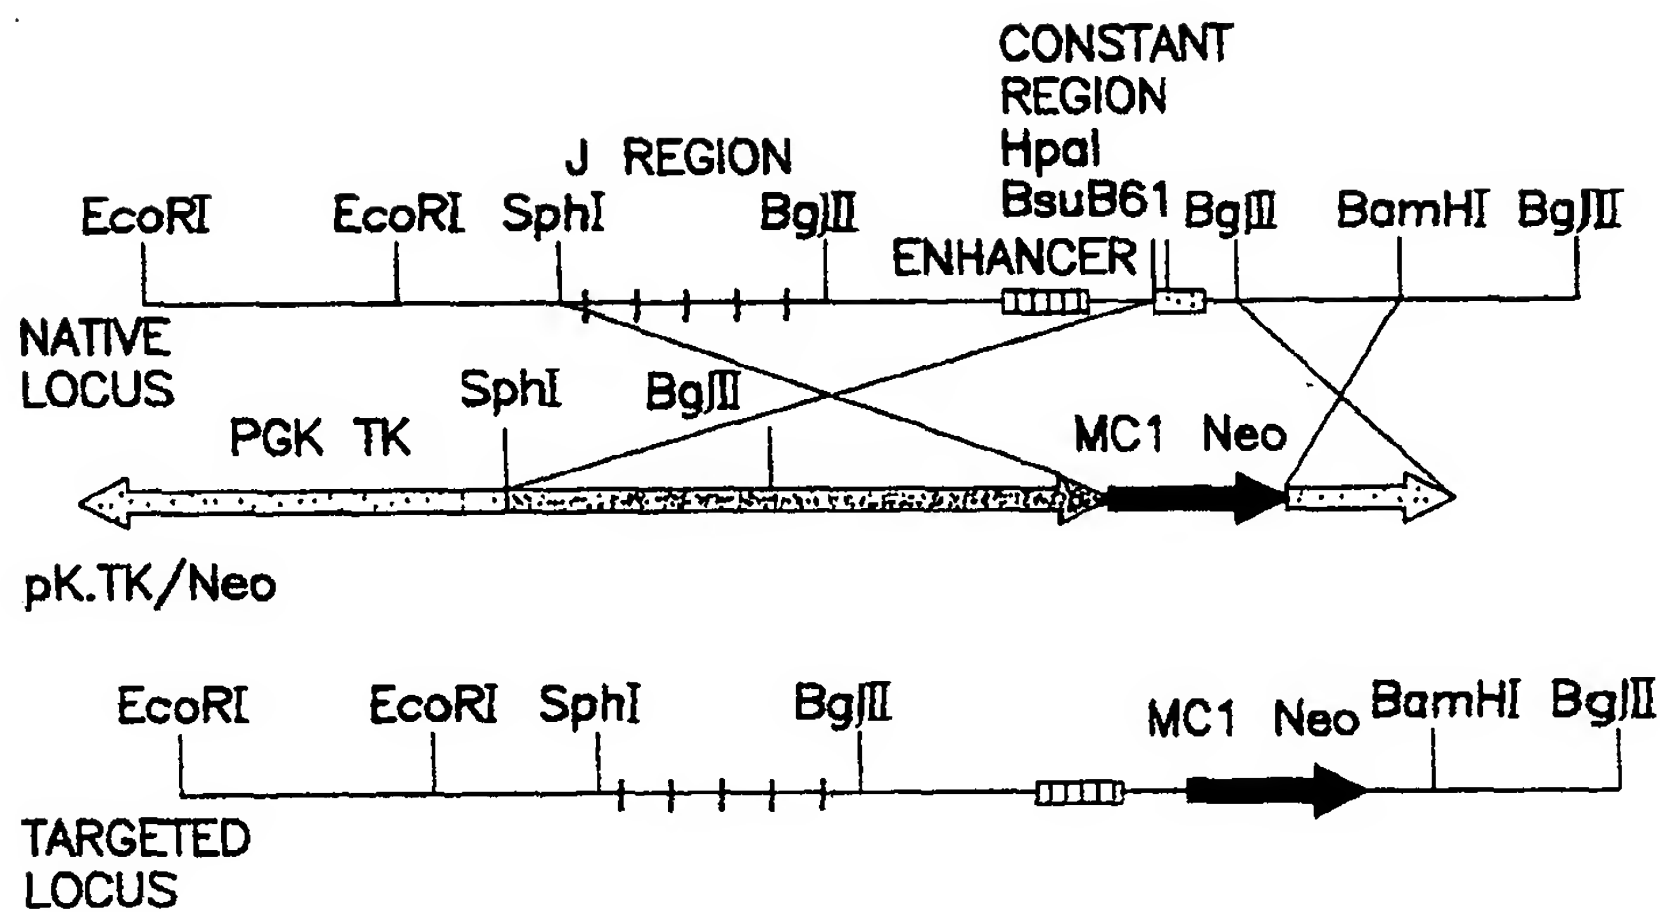 CONSTANT
REGION
HpaI
BsuB61
J REGION
EcoRI EcoRI SphI BglII BglII BamHI BglII
ENHANCER
NATIVE
LOCUS
SphI BglII
PGK TK MC1 Neo
pK.TK/Neo
EcoRI EcoRI SphI BglII MC1 Neo BamHI BglII
TARGETED
LOCUS